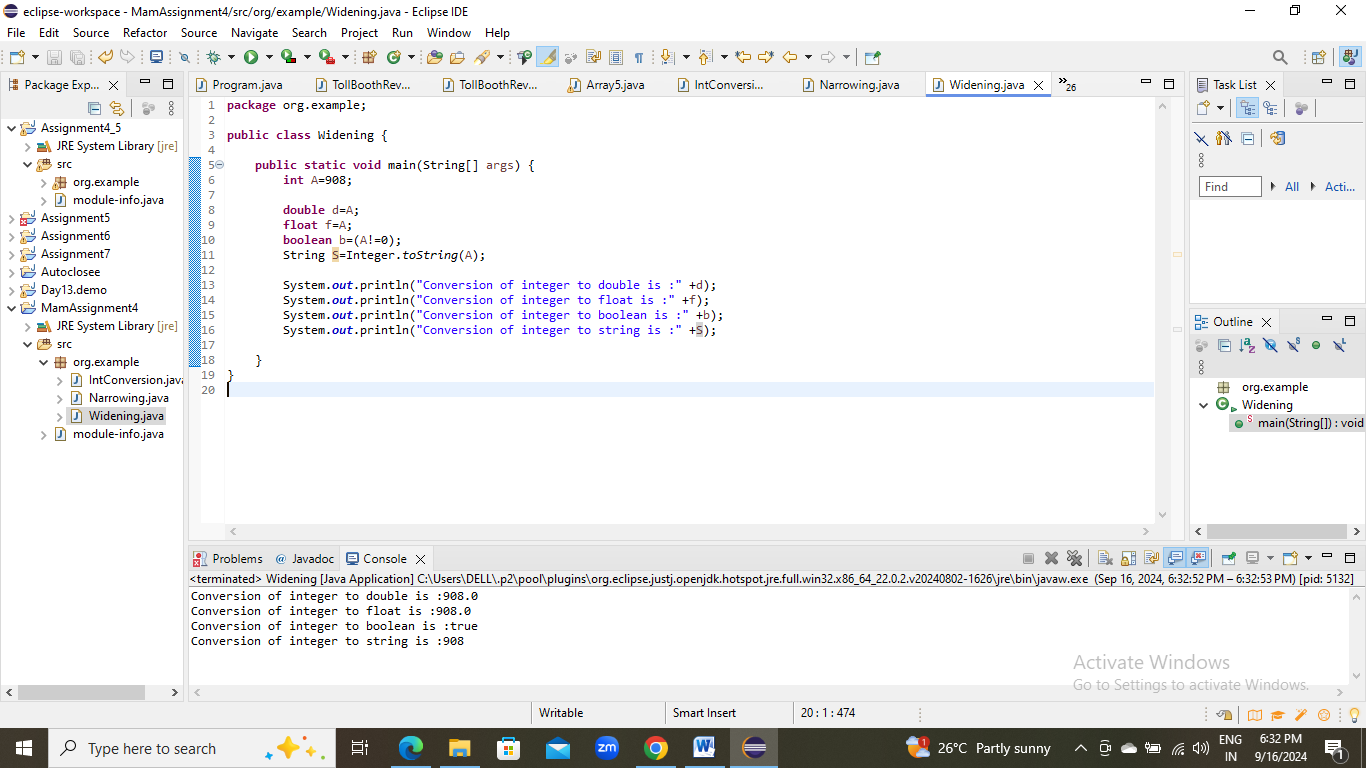 eclipse-workspace - MamAssignment4/src/org/example/Widening.java - Eclipse IDE
File Edit Source Refactor Source Navigate Search Project Run Window Help
Package Exp...
Program.java TollBoothRev... TollBoothRev... Array5.java IntConversi... Narrowing.java Widening.java »26
Task List
Assignment4_5
JRE System Library [jre]
src
org.example
module-info.java
Assignment5
Assignment6
Assignment7
Autoclosee
Day13.demo
MamAssignment4
JRE System Library [jre]
src
org.example
IntConversion.java
Narrowing.java
Widening.java
module-info.java
1 package org.example;
2
3 public class Widening {
4
5 public static void main(String[] args) {
6 int A=908;
7
8 double d=A;
9 float f=A;
10 boolean b=(A!=0);
11 String S=Integer.toString(A);
12
13 System.out.println("Conversion of integer to double is :" +d);
14 System.out.println("Conversion of integer to float is :" +f);
15 System.out.println("Conversion of integer to boolean is :" +b);
16 System.out.println("Conversion of integer to string is :" +S);
17
18 }
19 }
20
Find All Acti...
Outline
org.example
Widening
main(String[]) : void
Problems @ Javadoc Console
<terminated> Widening [Java Application] C:\Users\DELL\.p2\pool\plugins\org.eclipse.justj.openjdk.hotspot.jre.full.win32.x86_64_22.0.2.v20240802-1626\jre\bin\javaw.exe (Sep 16, 2024, 6:32:52 PM – 6:32:53 PM) [pid: 5132]
Conversion of integer to double is :908.0
Conversion of integer to float is :908.0
Conversion of integer to boolean is :true
Conversion of integer to string is :908
Activate Windows
Go to Settings to activate Windows.
Writable Smart Insert 20 : 1 : 474
Type here to search
zm
W
1
26°C Partly sunny
ENG
IN
6:32 PM
9/16/2024
1